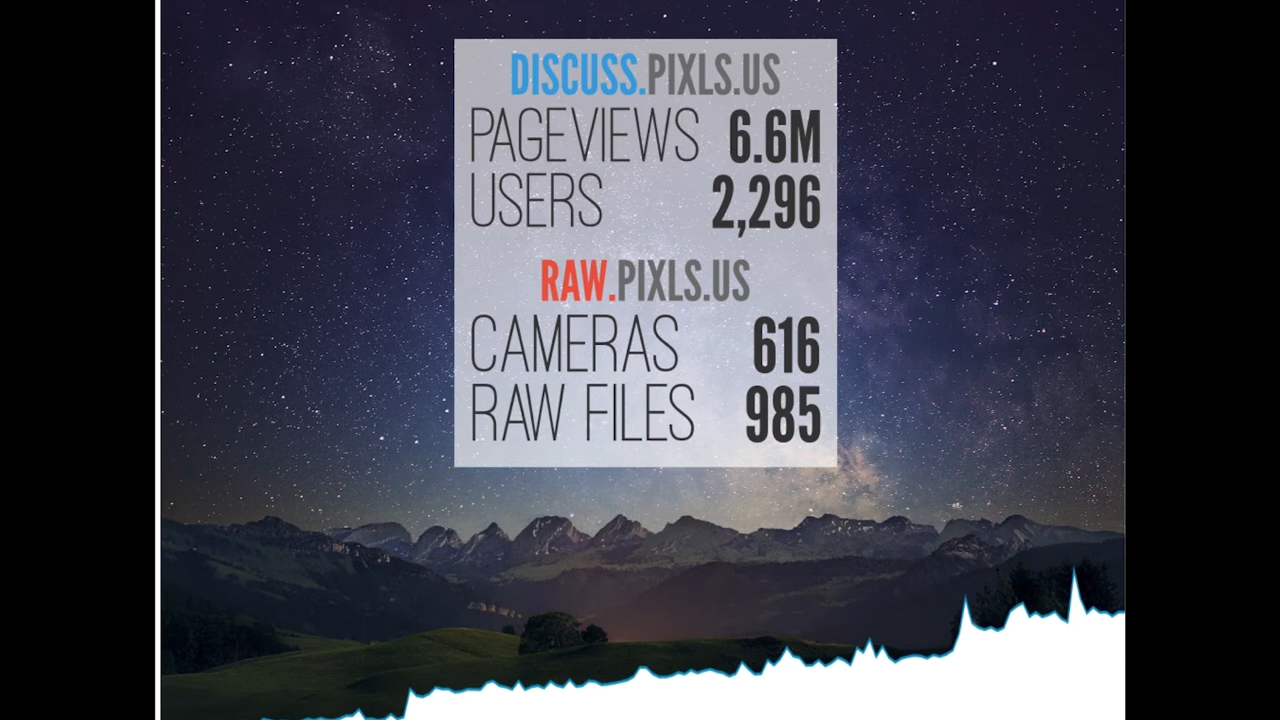 DISCUSS.PIXLS.US
PAGEVIEWS 6.6M
USERS 2,296
RAW.PIXLS.US
CAMERAS 616
RAW FILES 985